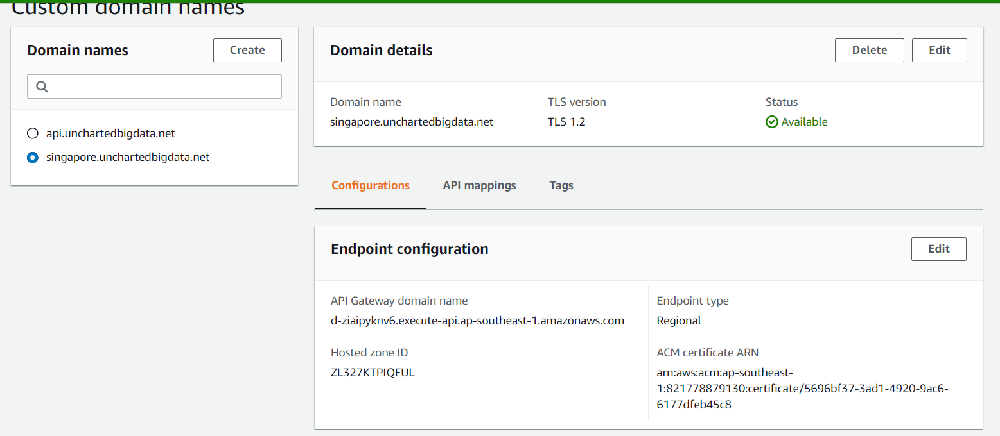 Custom domain names
Domain names
Create
api.unchartedbigdata.net
singapore.unchartedbigdata.net
Domain details
Delete
Edit
Domain name
singapore.unchartedbigdata.net
TLS version
TLS 1.2
Status
Available
Configurations
API mappings
Tags
Endpoint configuration
Edit
API Gateway domain name
d-ziaipyknv6.execute-api.ap-southeast-1.amazonaws.com
Hosted zone ID
ZL327KTPIQFUL
Endpoint type
Regional
ACM certificate ARN
arn:aws:acm:ap-southeast-
1:821778879130:certificate/5696bf37-3ad1-4920-9ac6-
6177dfeb45c8